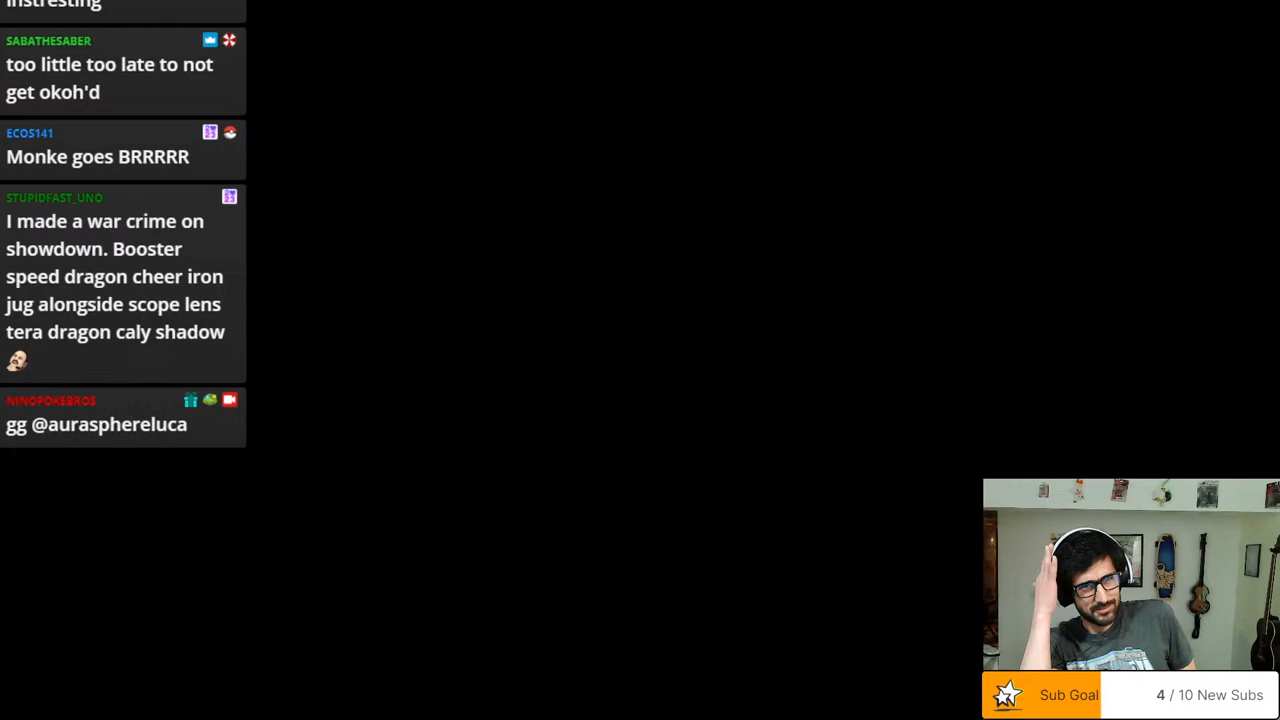 instresting
SABATHESABER
too little too late to not
get okoh'd
ECOS141
Monke goes BRRRRR
STUPIDFAST_UNO
I made a war crime on
showdown. Booster
speed dragon cheer iron
jug alongside scope lens
tera dragon caly shadow
NINOPOKEBROS
gg @aurasphereluca
Sub Goal
4 / 10 New Subs